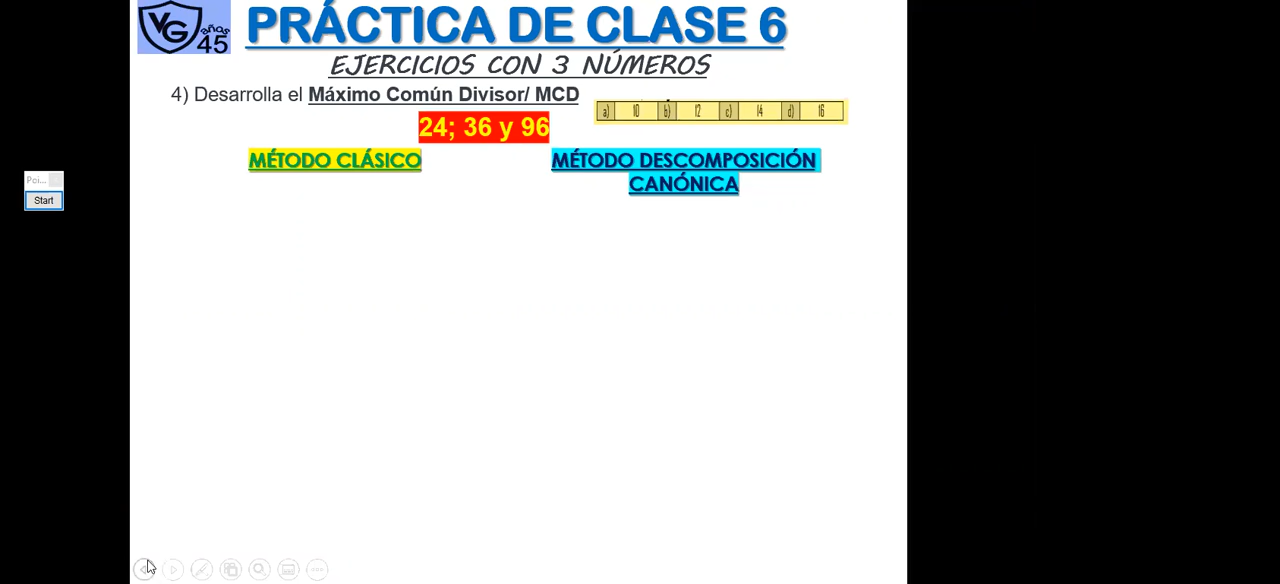 VG años 45
PRÁCTICA DE CLASE 6
EJERCICIOS CON 3 NÚMEROS
4) Desarrolla el Máximo Común Divisor/ MCD
a) 10 b) 12 c) 14 d) 16
24; 36 y 96
MÉTODO CLÁSICO
MÉTODO DESCOMPOSICIÓN
CANÓNICA
Poi...
Start